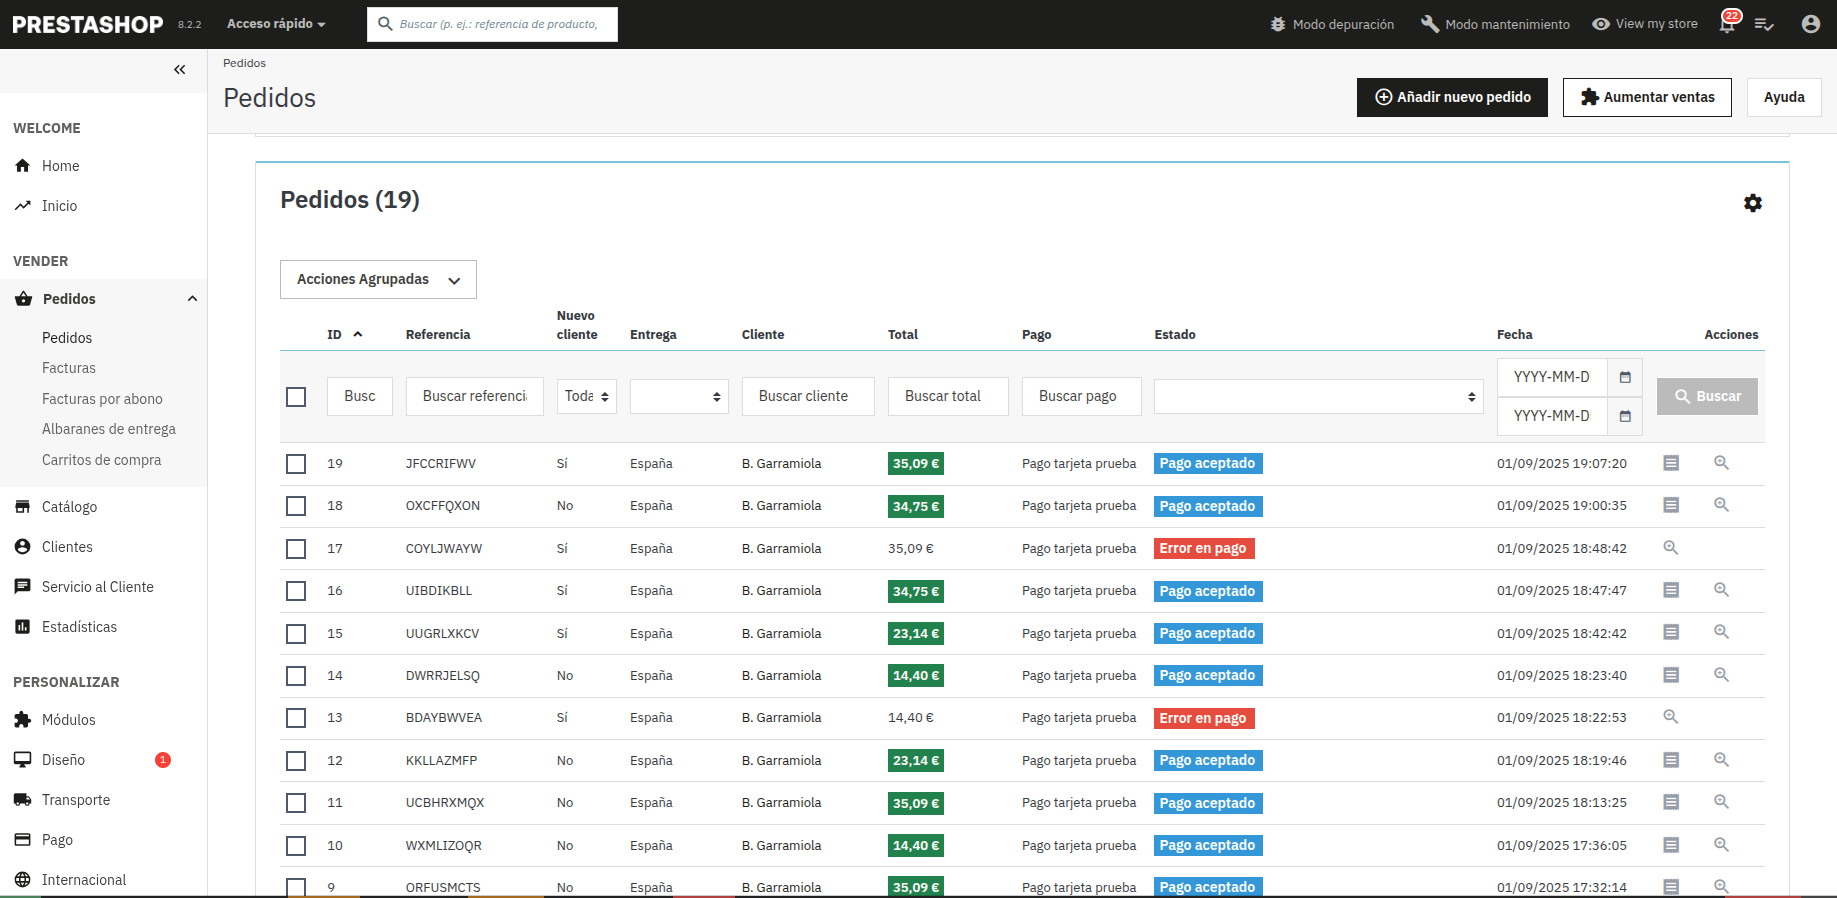 PRESTASHOP 8.2.2 Acceso rápido Buscar (p. ej.: referencia de producto, Modo depuración Modo mantenimiento View my store 22
Pedidos
Pedidos
Añadir nuevo pedido Aumentar ventas Ayuda
WELCOME
Home
Inicio
VENDER
Pedidos
Pedidos
Facturas
Facturas por abono
Albaranes de entrega
Carritos de compra
Catálogo
Clientes
Servicio al Cliente
Estadísticas
PERSONALIZAR
Módulos
Diseño 1
Transporte
Pago
Internacional
Pedidos (19)
Acciones Agrupadas
ID Referencia Nuevo cliente Entrega Cliente Total Pago Estado Fecha Acciones
Busc Buscar referenci Toda Buscar cliente Buscar total Buscar pago YYYY-MM-D Buscar
YYYY-MM-D
19 JFCCRIFWV Sí España B. Garramiola 35,09 € Pago tarjeta prueba Pago aceptado 01/09/2025 19:07:20
18 OXCFFQXON No España B. Garramiola 34,75 € Pago tarjeta prueba Pago aceptado 01/09/2025 19:00:35
17 COYLJWAYW Sí España B. Garramiola 35,09 € Pago tarjeta prueba Error en pago 01/09/2025 18:48:42
16 UIBDIKBLL Sí España B. Garramiola 34,75 € Pago tarjeta prueba Pago aceptado 01/09/2025 18:47:47
15 UUGRLXKCV Sí España B. Garramiola 23,14 € Pago tarjeta prueba Pago aceptado 01/09/2025 18:42:42
14 DWRRJELSQ No España B. Garramiola 14,40 € Pago tarjeta prueba Pago aceptado 01/09/2025 18:23:40
13 BDAYBWVEA Sí España B. Garramiola 14,40 € Pago tarjeta prueba Error en pago 01/09/2025 18:22:53
12 KKLLAZMFP No España B. Garramiola 23,14 € Pago tarjeta prueba Pago aceptado 01/09/2025 18:19:46
11 UCBHRXMQX No España B. Garramiola 35,09 € Pago tarjeta prueba Pago aceptado 01/09/2025 18:13:25
10 WXMLIZOQR No España B. Garramiola 14,40 € Pago tarjeta prueba Pago aceptado 01/09/2025 17:36:05
9 ORFUSMCTS No España B. Garramiola 35,09 € Pago tarjeta prueba Pago aceptado 01/09/2025 17:32:14